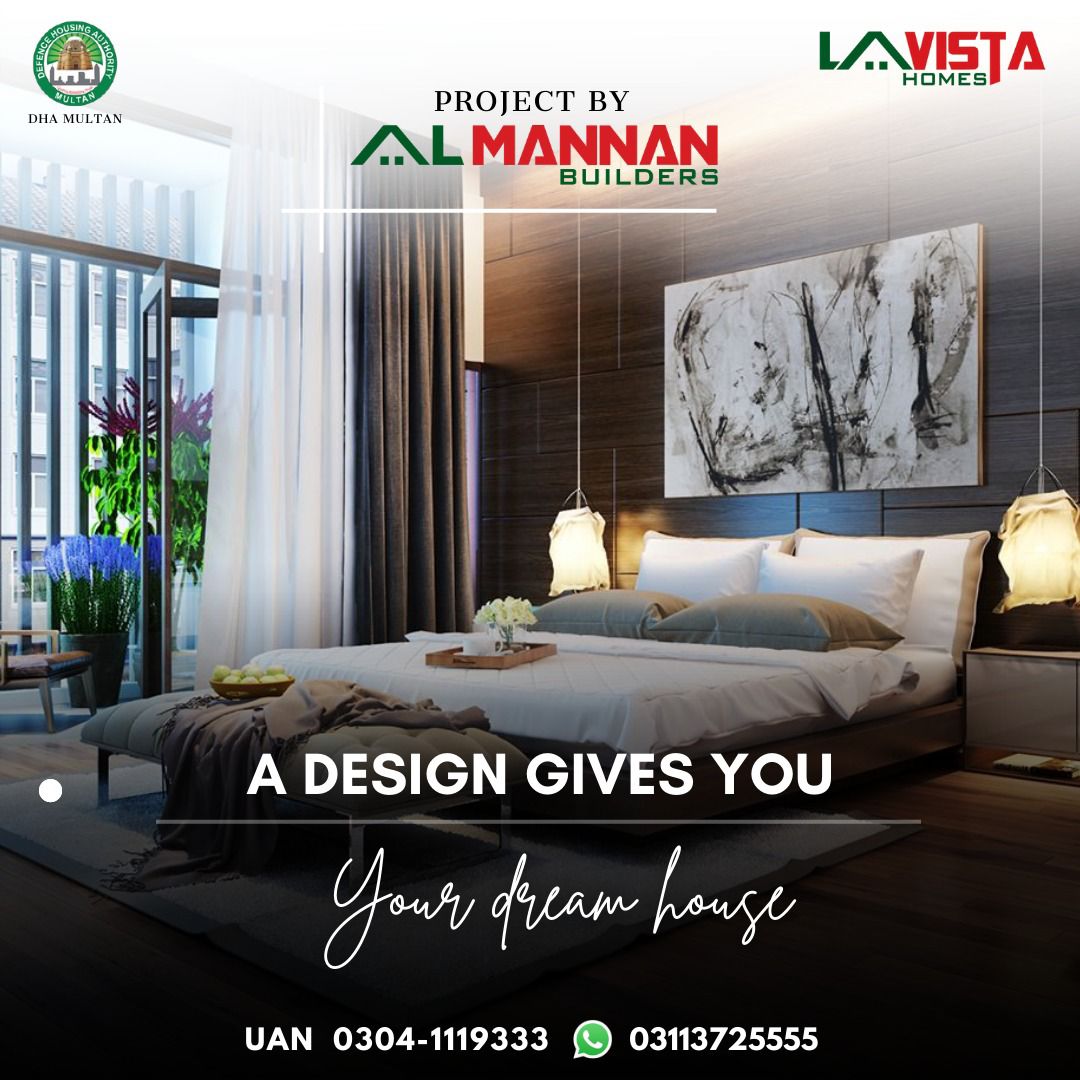 DEFENCE HOUSING AUTHORITY
MULTAN
DHA MULTAN
LAVISTA
HOMES
PROJECT BY
AL MANNAN
BUILDERS
A DESIGN GIVES YOU
Your dream house
UAN 0304-1119333 03113725555